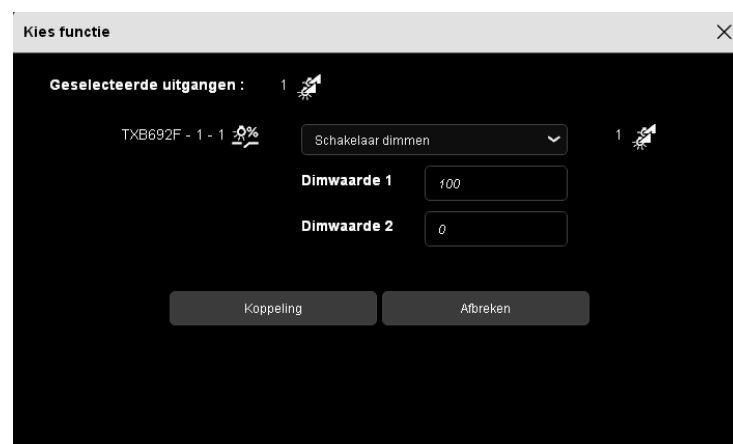 Kies functie
Geselecteerde uitgangen : 1
TXB692F - 1 - 1 % Schakelaar dimmen 1
Dimwaarde 1 100
Dimwaarde 2 0
Koppeling Afbreken